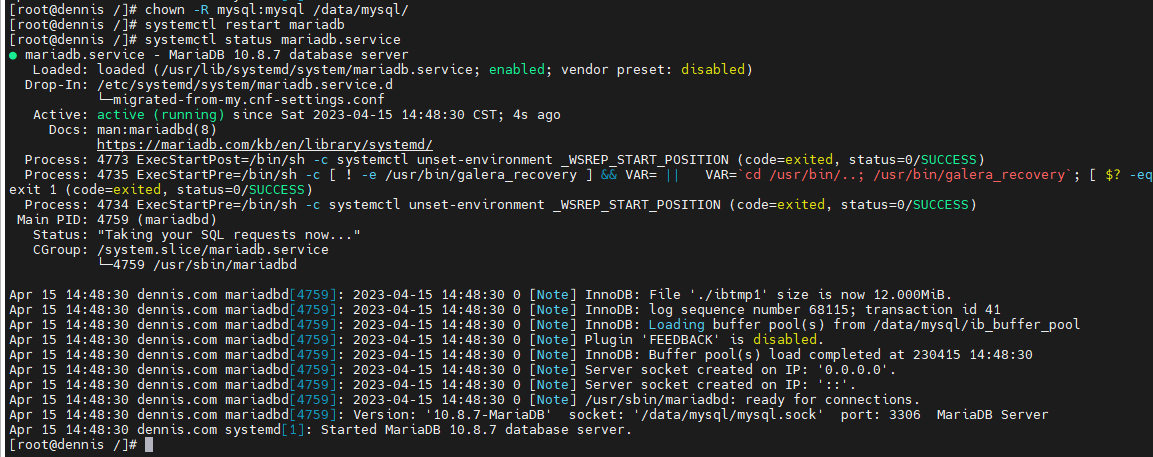 [root@dennis /]# chown -R mysql:mysql /data/mysql/
[root@dennis /]# systemctl restart mariadb
[root@dennis /]# systemctl status mariadb.service
● mariadb.service - MariaDB 10.8.7 database server
   Loaded: loaded (/usr/lib/systemd/system/mariadb.service; enabled; vendor preset: disabled)
  Drop-In: /etc/systemd/system/mariadb.service.d
           └─migrated-from-my.cnf-settings.conf
   Active: active (running) since Sat 2023-04-15 14:48:30 CST; 4s ago
     Docs: man:mariadbd(8)
           https://mariadb.com/kb/en/library/systemd/
  Process: 4773 ExecStartPost=/bin/sh -c systemctl unset-environment _WSREP_START_POSITION (code=exited, status=0/SUCCESS)
  Process: 4735 ExecStartPre=/bin/sh -c [ ! -e /usr/bin/galera_recovery ] && VAR= ||   VAR=`cd /usr/bin/..; /usr/bin/galera_recovery`; [ $? -eq
exit 1 (code=exited, status=0/SUCCESS)
  Process: 4734 ExecStartPre=/bin/sh -c systemctl unset-environment _WSREP_START_POSITION (code=exited, status=0/SUCCESS)
 Main PID: 4759 (mariadbd)
   Status: "Taking your SQL requests now..."
   CGroup: /system.slice/mariadb.service
           └─4759 /usr/sbin/mariadbd

Apr 15 14:48:30 dennis.com mariadbd[4759]: 2023-04-15 14:48:30 0 [Note] InnoDB: File './ibtmp1' size is now 12.000MiB.
Apr 15 14:48:30 dennis.com mariadbd[4759]: 2023-04-15 14:48:30 0 [Note] InnoDB: log sequence number 68115; transaction id 41
Apr 15 14:48:30 dennis.com mariadbd[4759]: 2023-04-15 14:48:30 0 [Note] InnoDB: Loading buffer pool(s) from /data/mysql/ib_buffer_pool
Apr 15 14:48:30 dennis.com mariadbd[4759]: 2023-04-15 14:48:30 0 [Note] Plugin 'FEEDBACK' is disabled.
Apr 15 14:48:30 dennis.com mariadbd[4759]: 2023-04-15 14:48:30 0 [Note] InnoDB: Buffer pool(s) load completed at 230415 14:48:30
Apr 15 14:48:30 dennis.com mariadbd[4759]: 2023-04-15 14:48:30 0 [Note] Server socket created on IP: '0.0.0.0'.
Apr 15 14:48:30 dennis.com mariadbd[4759]: 2023-04-15 14:48:30 0 [Note] Server socket created on IP: '::'.
Apr 15 14:48:30 dennis.com mariadbd[4759]: 2023-04-15 14:48:30 0 [Note] /usr/sbin/mariadbd: ready for connections.
Apr 15 14:48:30 dennis.com mariadbd[4759]: Version: '10.8.7-MariaDB'  socket: '/data/mysql/mysql.sock'  port: 3306  MariaDB Server
Apr 15 14:48:30 dennis.com systemd[1]: Started MariaDB 10.8.7 database server.
[root@dennis /]#